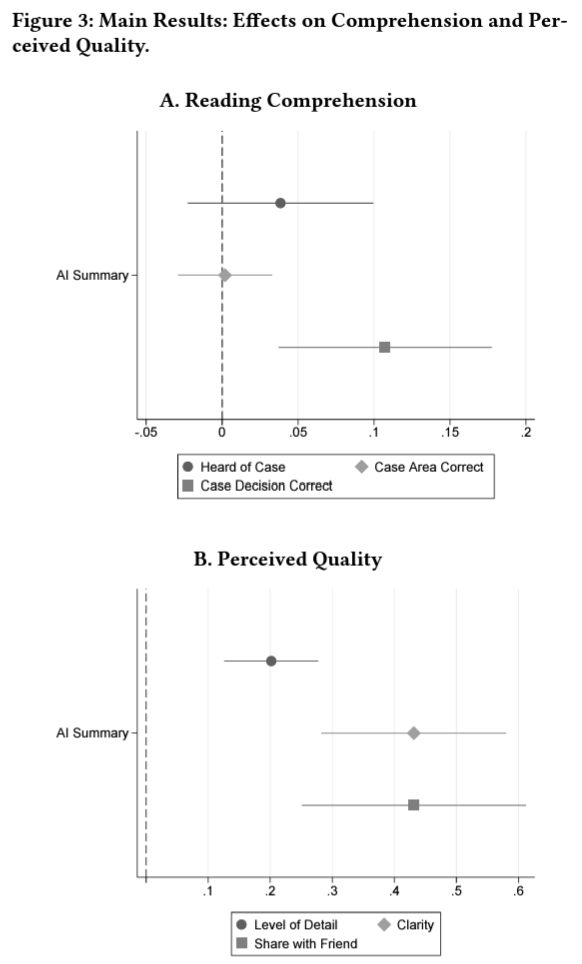 Figure 3: Main Results: Effects on Comprehension and Per-
ceived Quality.
A. Reading Comprehension
AI Summary
-.05 0 .05 .1 .15 .2
Heard of Case Case Area Correct
Case Decision Correct
B. Perceived Quality
AI Summary
.1 .2 .3 .4 .5 .6
Level of Detail Clarity
Share with Friend